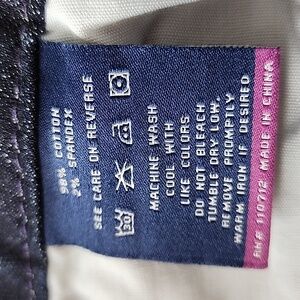 98% COTTON
2% SPANDEX
SEE CARE ON REVERSE
30
MACHINE WASH
COOL WITH
LIKE COLORS
DO NOT BLEACH
TUMBLE DRY LOW.
REMOVE PROMPTLY
WARM IRON IF DESIRED
RN# 110712 MADE IN CHINA